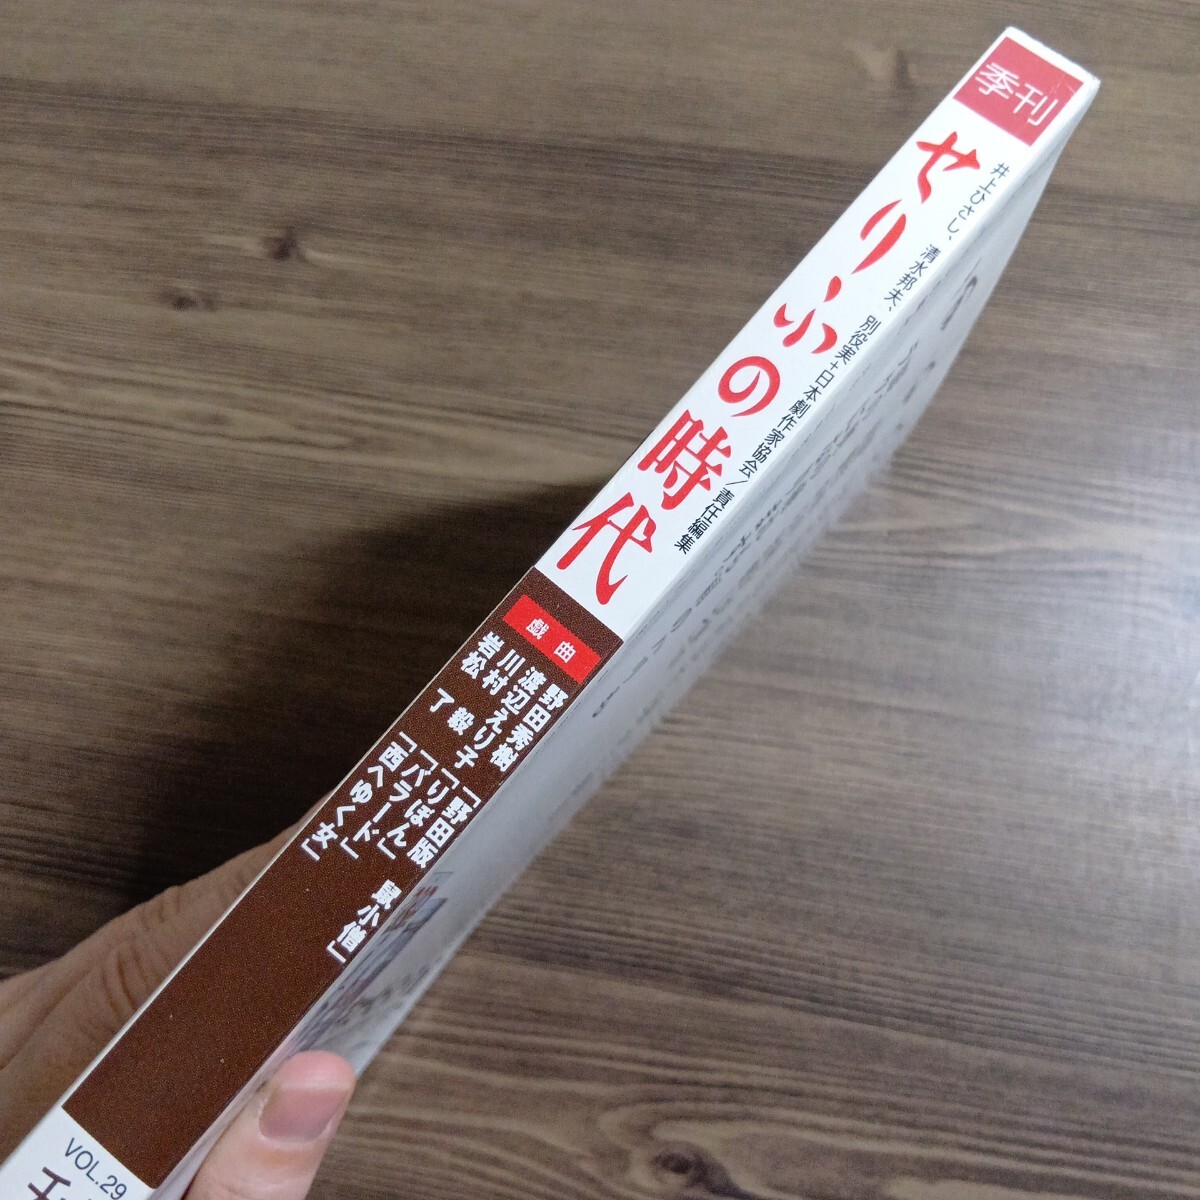 季刊
せりふの時代
井上ひさし、清水邦夫、別役実+日本劇作家協会/責任編集
戯曲
野田秀樹「野田版 鼠小僧」
渡辺えり子「りぼん」
川村 毅「バラード」
岩松 了「西へゆく女」
VOL.29